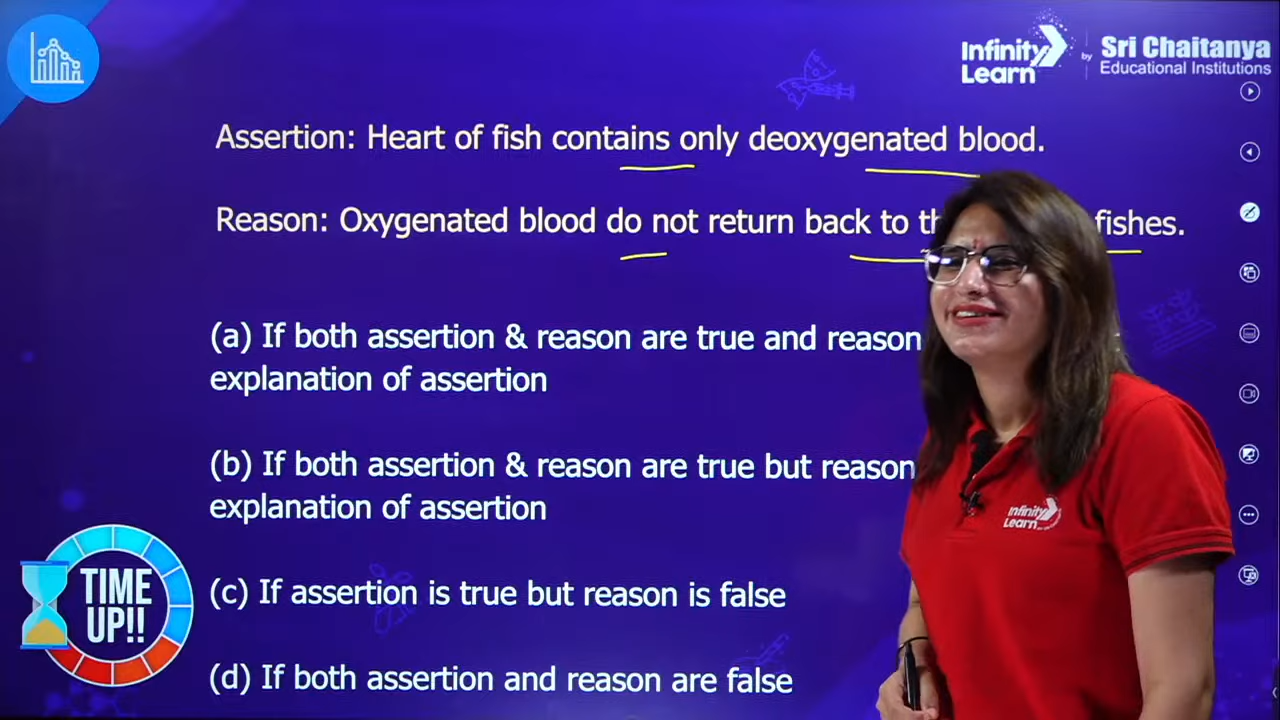 Infinity
Learn
by
Sri Chaitanya
Educational Institutions
Assertion: Heart of fish contains only deoxygenated blood.
Reason: Oxygenated blood do not return back to fishes.
(a) If both assertion & reason are true and reason
explanation of assertion
(b) If both assertion & reason are true but reason
explanation of assertion
(c) If assertion is true but reason is false
(d) If both assertion and reason are false
TIME
UP!!
Infinity
Learn